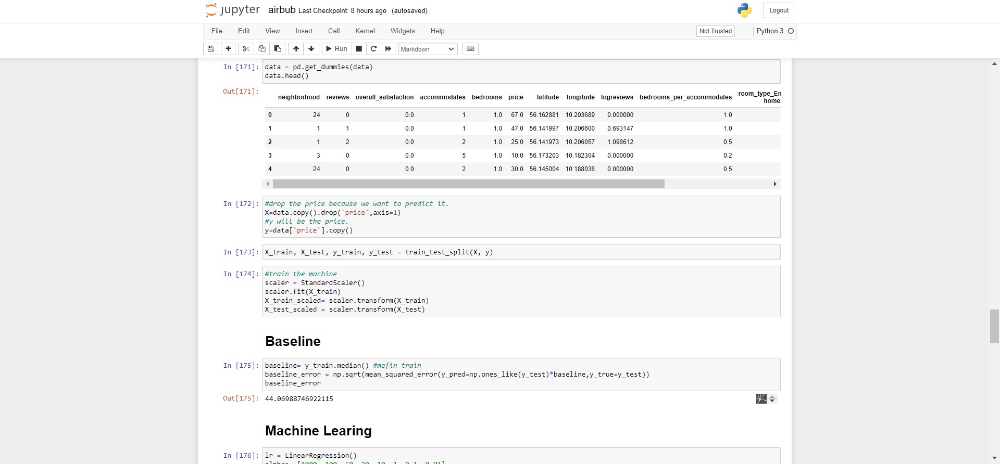 jupyter airbub Last Checkpoint: 8 hours ago (autosaved) Logout
File Edit View Insert Cell Kernel Widgets Help Not Trusted Python 3
Run Markdown
In [171]: data = pd.get_dummies(data)
data.head()
Out[171]:
neighborhood reviews overall_satisfaction accommodates bedrooms price latitude longitude logreviews bedrooms_per_accommodates room_type_En
home.
0 24 0 0.0 1 1.0 67.0 56.162881 10.203689 0.000000 1.0
1 1 1 0.0 1 1.0 47.0 56.141997 10.206600 0.693147 1.0
2 1 2 0.0 2 1.0 25.0 56.141973 10.206057 1.098612 0.5
3 3 0 0.0 5 1.0 10.0 56.173203 10.182304 0.000000 0.2
4 24 0 0.0 2 1.0 30.0 56.145004 10.188038 0.000000 0.5
In [172]: #drop the price because we want to predict it.
X=data.copy().drop('price',axis=1)
#y will be the price.
y=data['price'].copy()
In [173]: X_train, X_test, y_train, y_test = train_test_split(X, y)
In [174]: #train the machine
scaler = StandardScaler()
scaler.fit(X_train)
X_train_scaled= scaler.transform(X_train)
X_test_scaled = scaler.transform(X_test)
Baseline
In [175]: baseline= y_train.median() #mefin train
baseline_error = np.sqrt(mean_squared_error(y_pred=np.ones_like(y_test)*baseline,y_true=y_test))
baseline_error
Out[175]: 44.06988746922115
Machine Learing
In [176]: lr = LinearRegression()